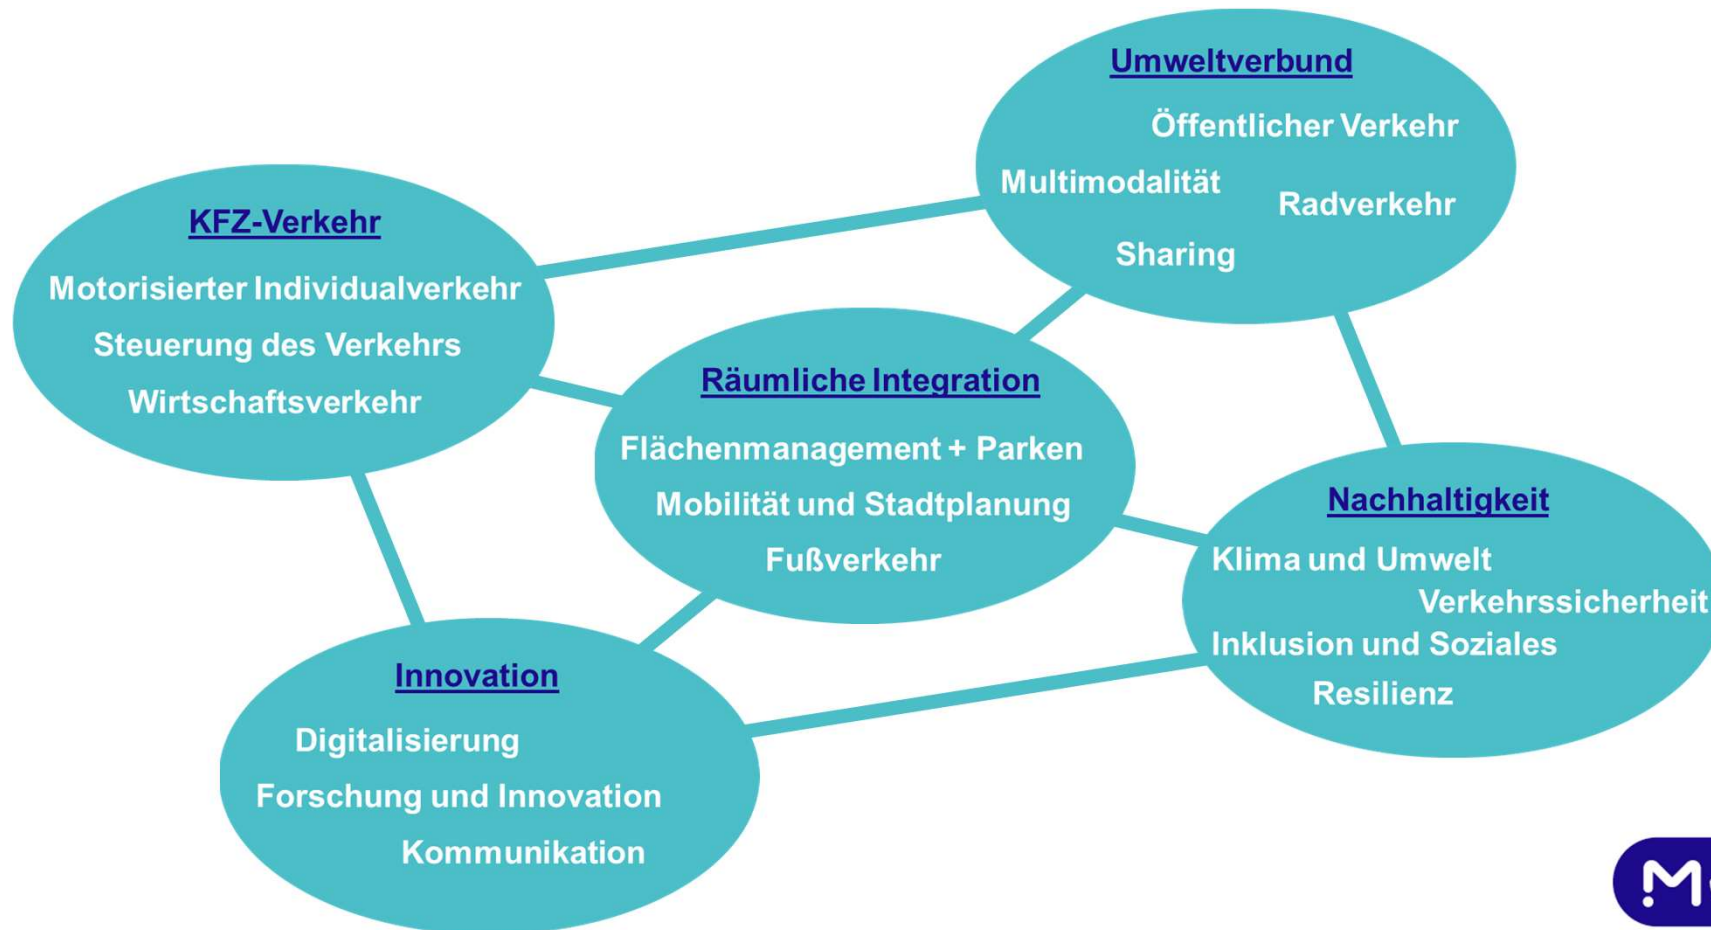 Umweltverbund
Öffentlicher Verkehr
Multimodalität
Radverkehr
Sharing
KFZ-Verkehr
Motorisierter Individualverkehr
Steuerung des Verkehrs
Wirtschaftsverkehr
Räumliche Integration
Flächenmanagement + Parken
Mobilität und Stadtplanung
Fußverkehr
Nachhaltigkeit
Klima und Umwelt
Verkehrssicherheit
Inklusion und Soziales
Resilienz
Innovation
Digitalisierung
Forschung und Innovation
Kommunikation